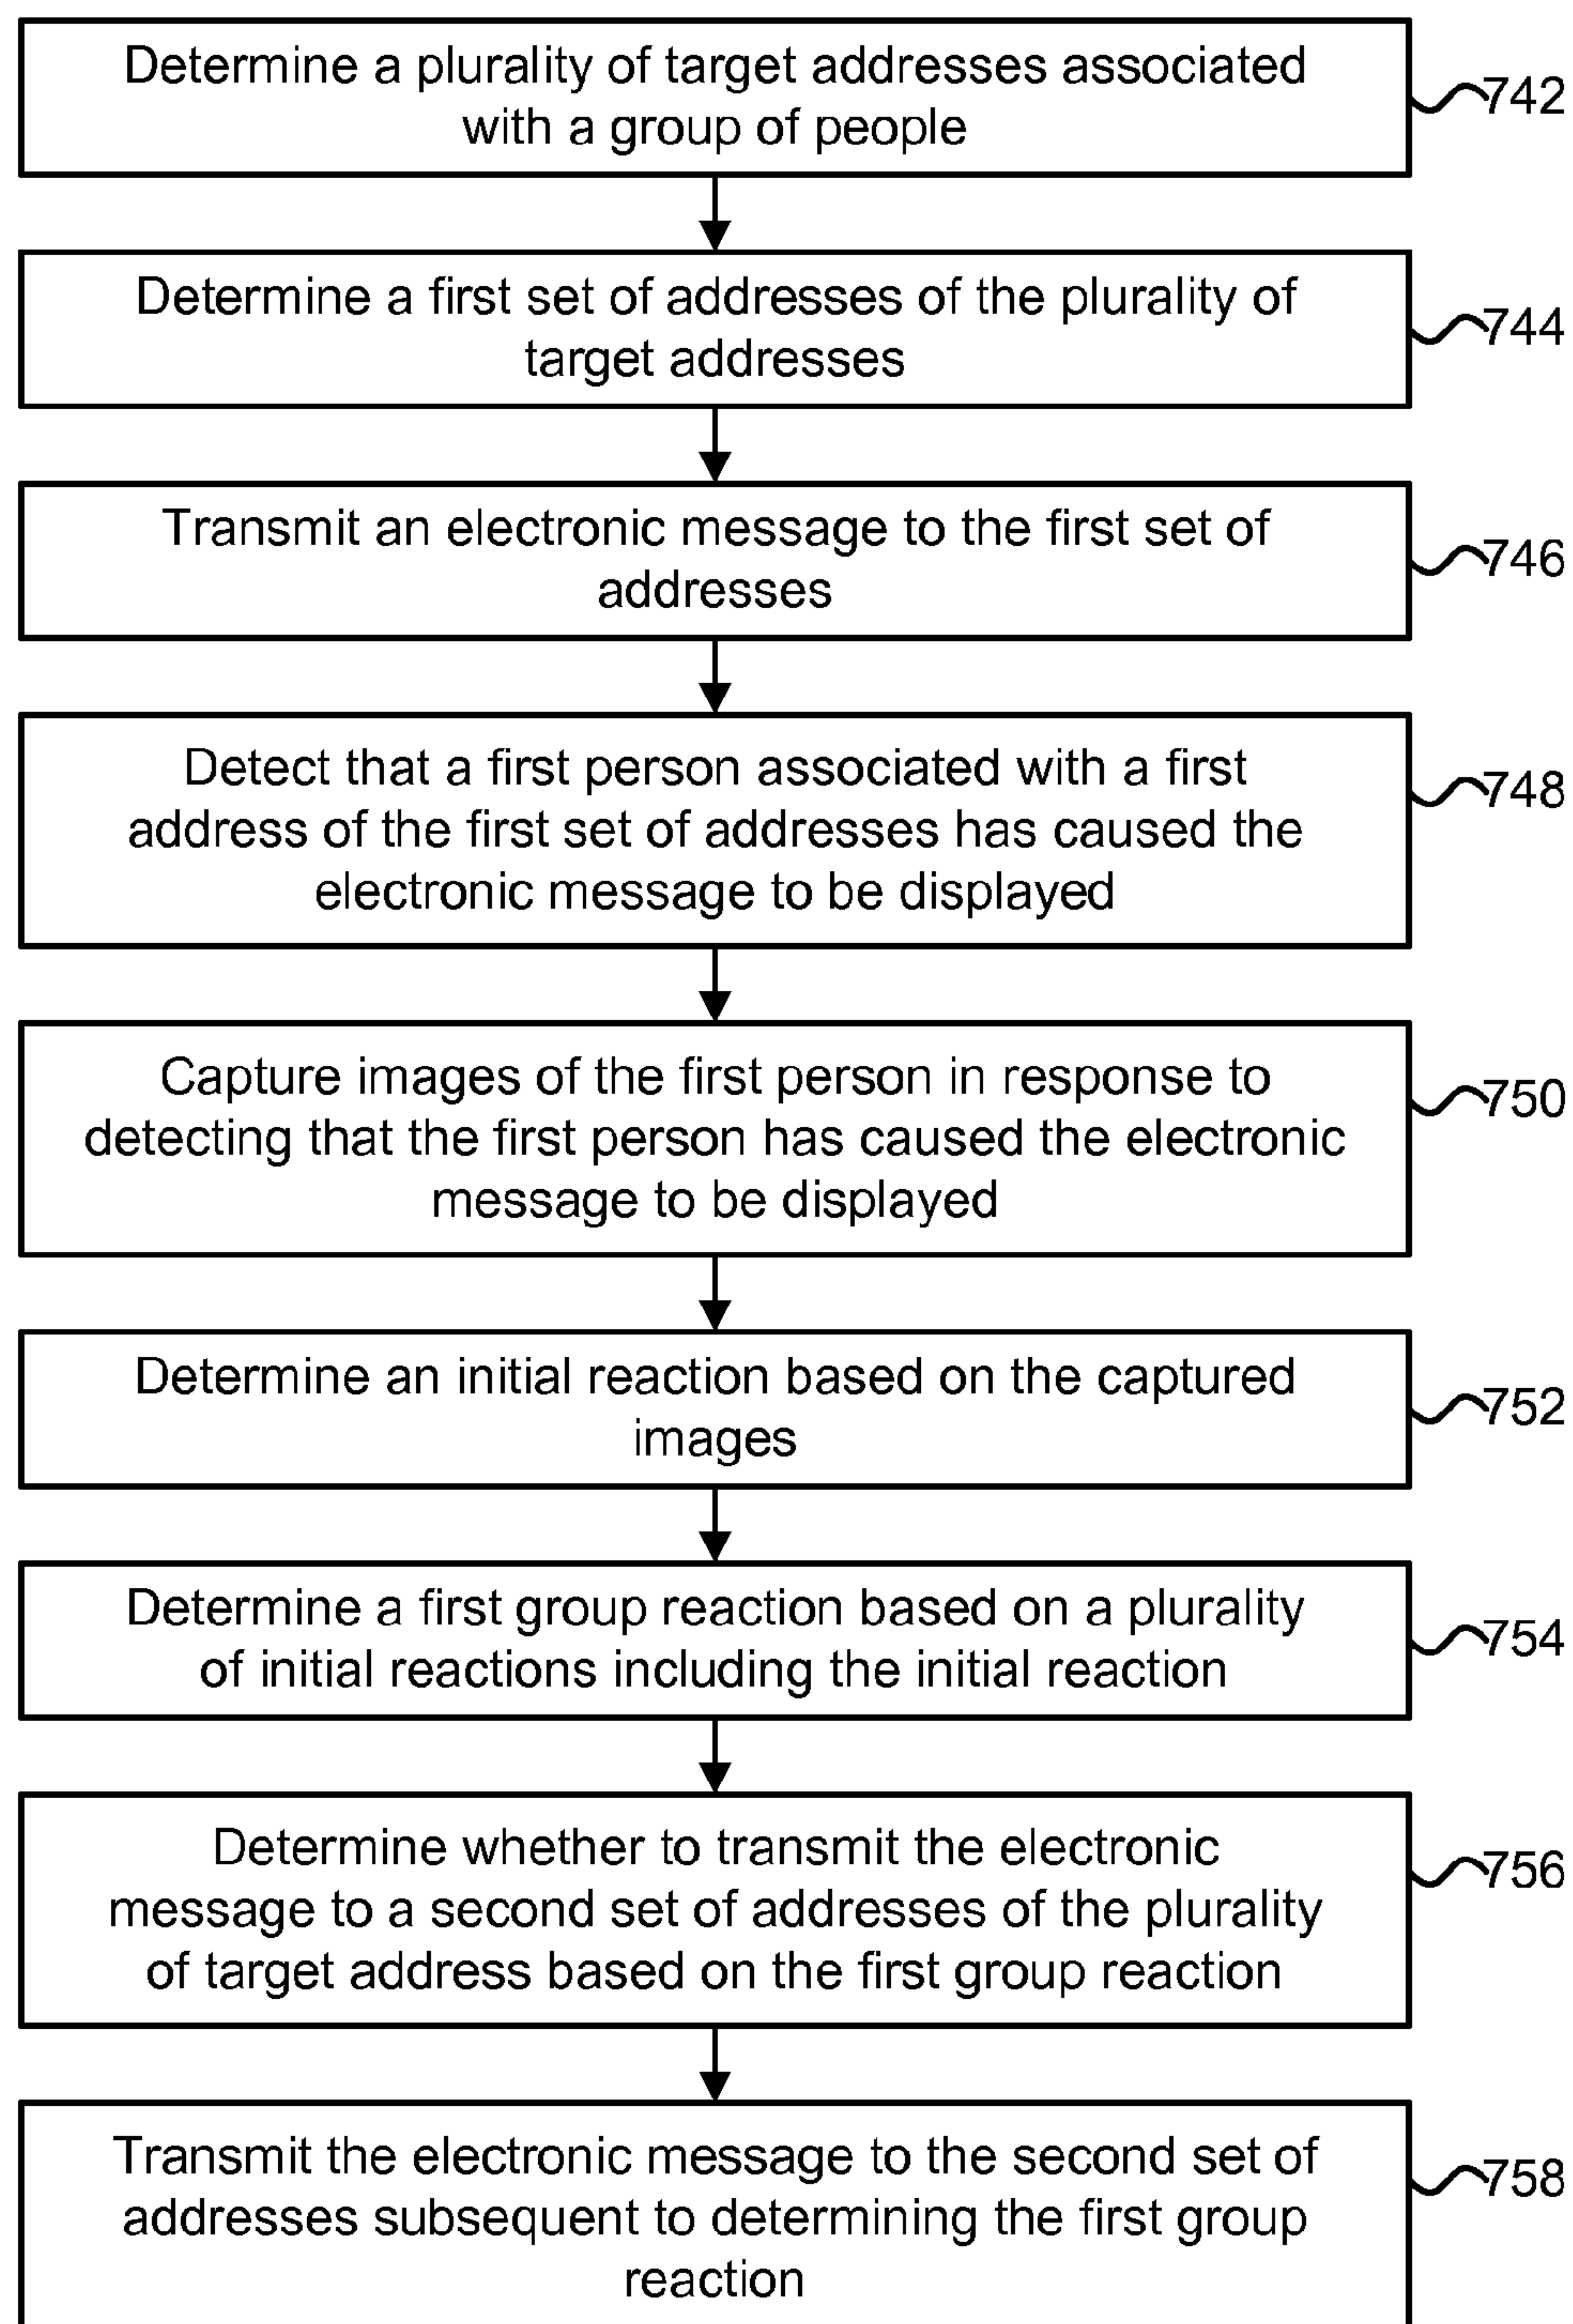 Determine a plurality of target addresses associated
with a group of people
742
Determine a first set of addresses of the plurality of
target addresses
744
Transmit an electronic message to the first set of
addresses
746
Detect that a first person associated with a first
address of the first set of addresses has caused the
electronic message to be displayed
748
Capture images of the first person in response to
detecting that the first person has caused the electronic
message to be displayed
750
Determine an initial reaction based on the captured
images
752
Determine a first group reaction based on a plurality
of initial reactions including the initial reaction
754
Determine whether to transmit the electronic
message to a second set of addresses of the plurality
of target address based on the first group reaction
756
Transmit the electronic message to the second set of
addresses subsequent to determining the first group
reaction
758